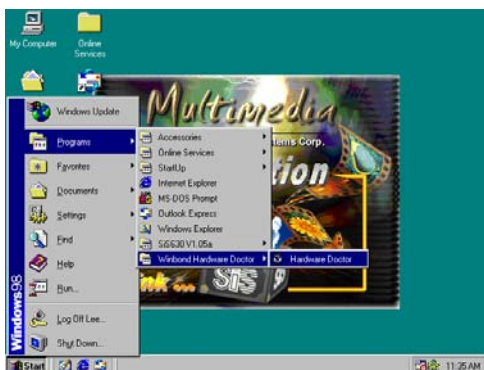 My Computer
Online
Services
Windows Update
Programs
Favorites
Documents
Settings
Find
Help
Run...
Log Off Lee...
Shut Down...
Windows98
Multimedia
tems Corp.
tion
Accessories
Online Services
StartUp
Internet Explorer
MS-DOS Prompt
Outlook Express
Windows Explorer
SiS630 V1.05a
Winbond Hardware Doctor
Hardware Doctor
nk ...
SiS
Start
11:35 AM